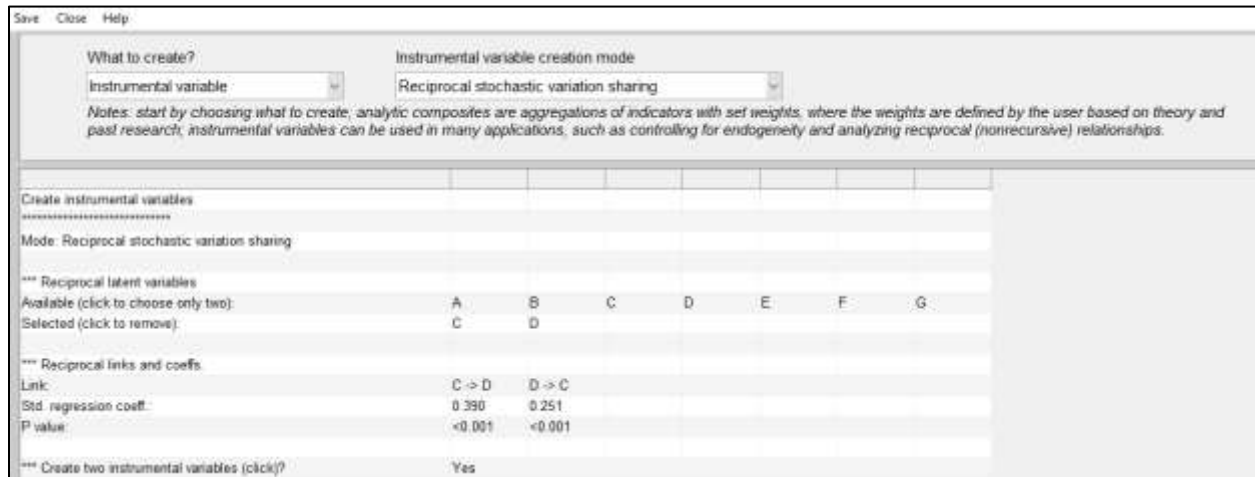 Save Close Help
What to create? Instrumental variable creation mode
Instrumental variable Reciprocal stochastic variation sharing
Notes: start by choosing what to create, analytic composites are aggregations of indicators with set weights, where the weights are defined by the user based on theory and
past research; instrumental variables can be used in many applications, such as controlling for endogeneity and analyzing reciprocal (nonrecursive) relationships.
Create instrumental variables
*******************************
Mode: Reciprocal stochastic variation sharing
*** Reciprocal latent variables
Available (click to choose only two): A B C D E F G
Selected (click to remove): C D
*** Reciprocal links and coeffs.
Link: C -> D D -> C
Std. regression coeff.: 0.390 0.251
P value: <0.001 <0.001
*** Create two instrumental variables (click)? Yes